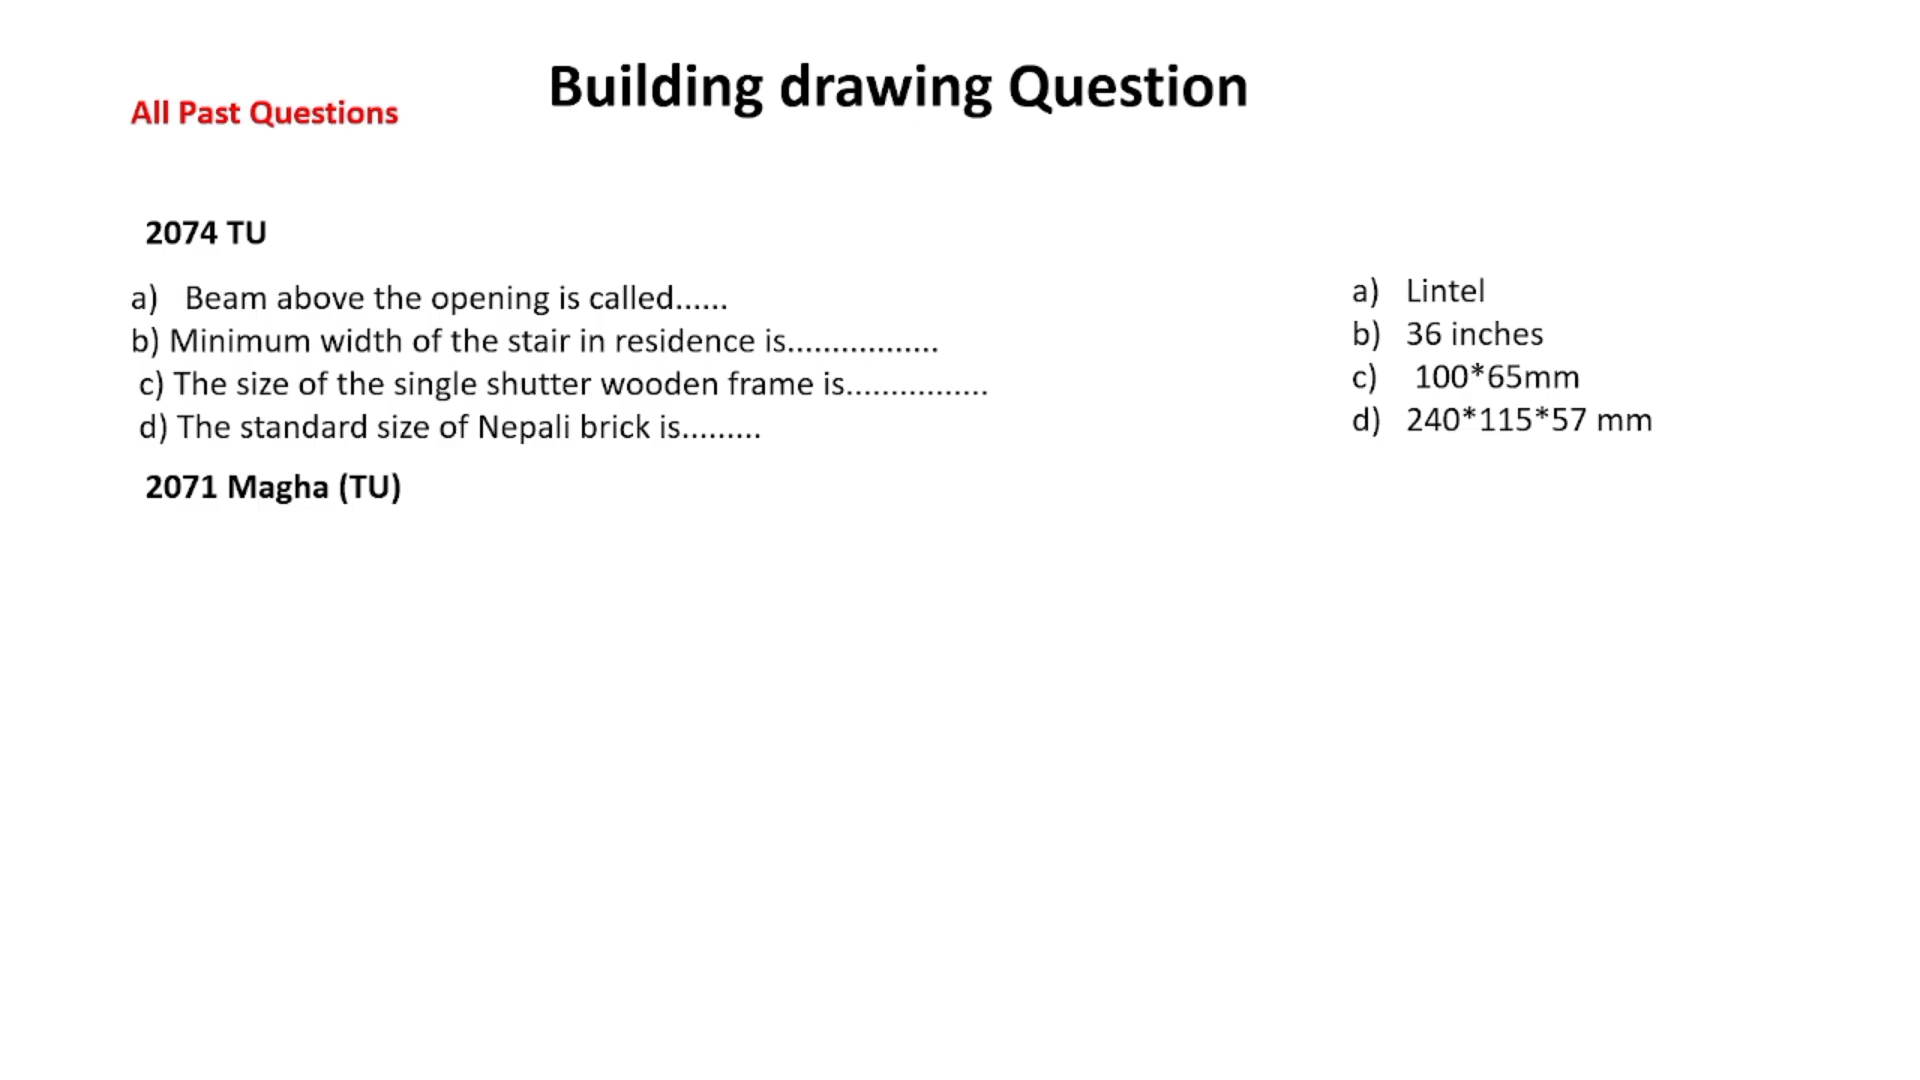 Building drawing Question
All Past Questions
2074 TU
a) Beam above the opening is called......
b) Minimum width of the stair in residence is.................
c) The size of the single shutter wooden frame is................
d) The standard size of Nepali brick is.........
a) Lintel
b) 36 inches
c) 100*65mm
d) 240*115*57 mm
2071 Magha (TU)